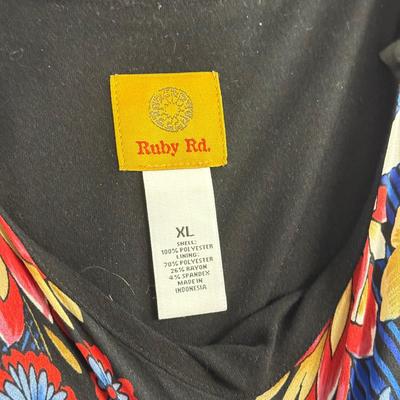 Ruby Rd.
XL
SHELL:
100% POLYESTER
LINING:
70% POLYESTER
26% RAYON
4% SPANDEX
MADE IN
INDONESIA